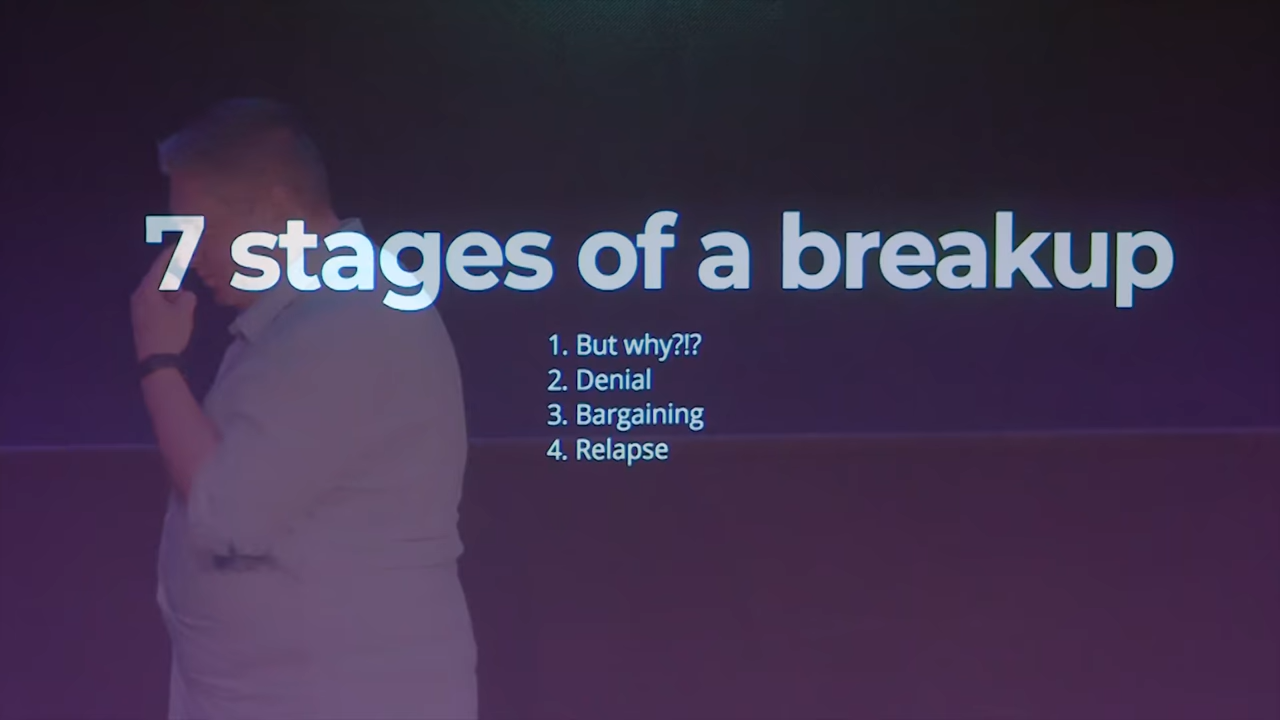 7 stages of a breakup
1. But why?!?
2. Denial
3. Bargaining
4. Relapse